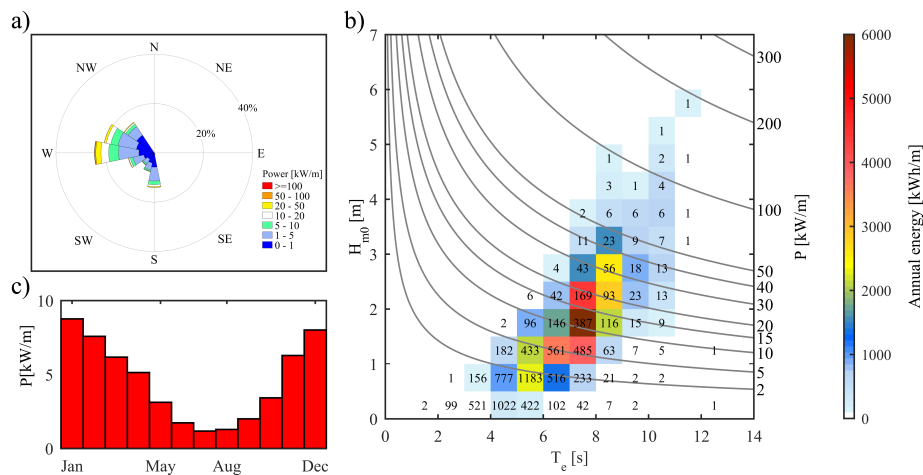 a)
N
NE
E
SE
S
SW
W
NW
20%
40%
Power [kW/m]
>=100
50 - 100
20 - 50
10 - 20
5 - 10
1 - 5
0 - 1
b)
H_m0 [m]
7
6
5
4
3
2
1
0
1
1
1 2 1
3 1 4
2 6 6 6 1
11 23 9 7 1
4 43 56 18 13
6 42 169 93 23 13
2 96 146 387 116 15 9
182 433 561 485 63 7 5 1
1 156 777 1183 516 233 21 2 2
2 99 521 1022 422 102 42 7 2 1
0 2 4 6 8 10 12 14
T_e [s]
300
200
100
50
40
30
20
15
10
5
2
P [kW/m]
6000
5000
4000
3000
2000
1000
0
Annual energy [kWh/m]
c)
P[kW/m]
10
5
0
Jan May Aug Dec